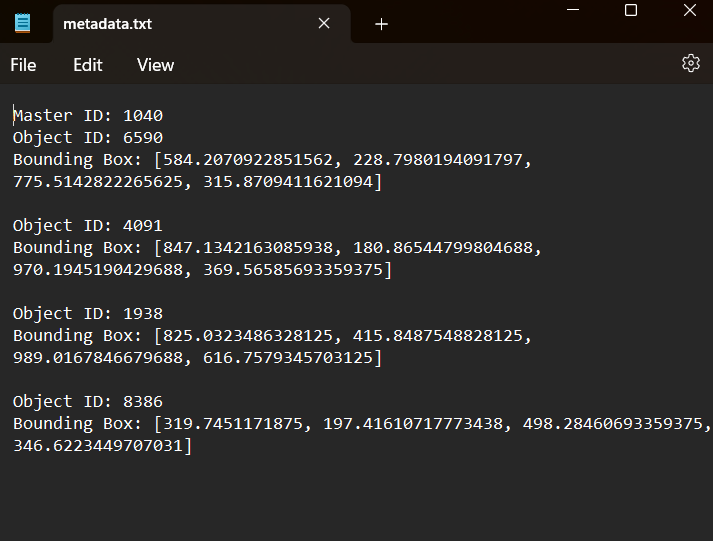 metadata.txt
File Edit View
Master ID: 1040
Object ID: 6590
Bounding Box: [584.2070922851562, 228.7980194091797,
775.5142822265625, 315.8709411621094]
Object ID: 4091
Bounding Box: [847.1342163085938, 180.86544799804688,
970.1945190429688, 369.56585693359375]
Object ID: 1938
Bounding Box: [825.0323486328125, 415.8487548828125,
989.0167846679688, 616.7579345703125]
Object ID: 8386
Bounding Box: [319.7451171875, 197.41610717773438, 498.28460693359375,
346.6223449707031]